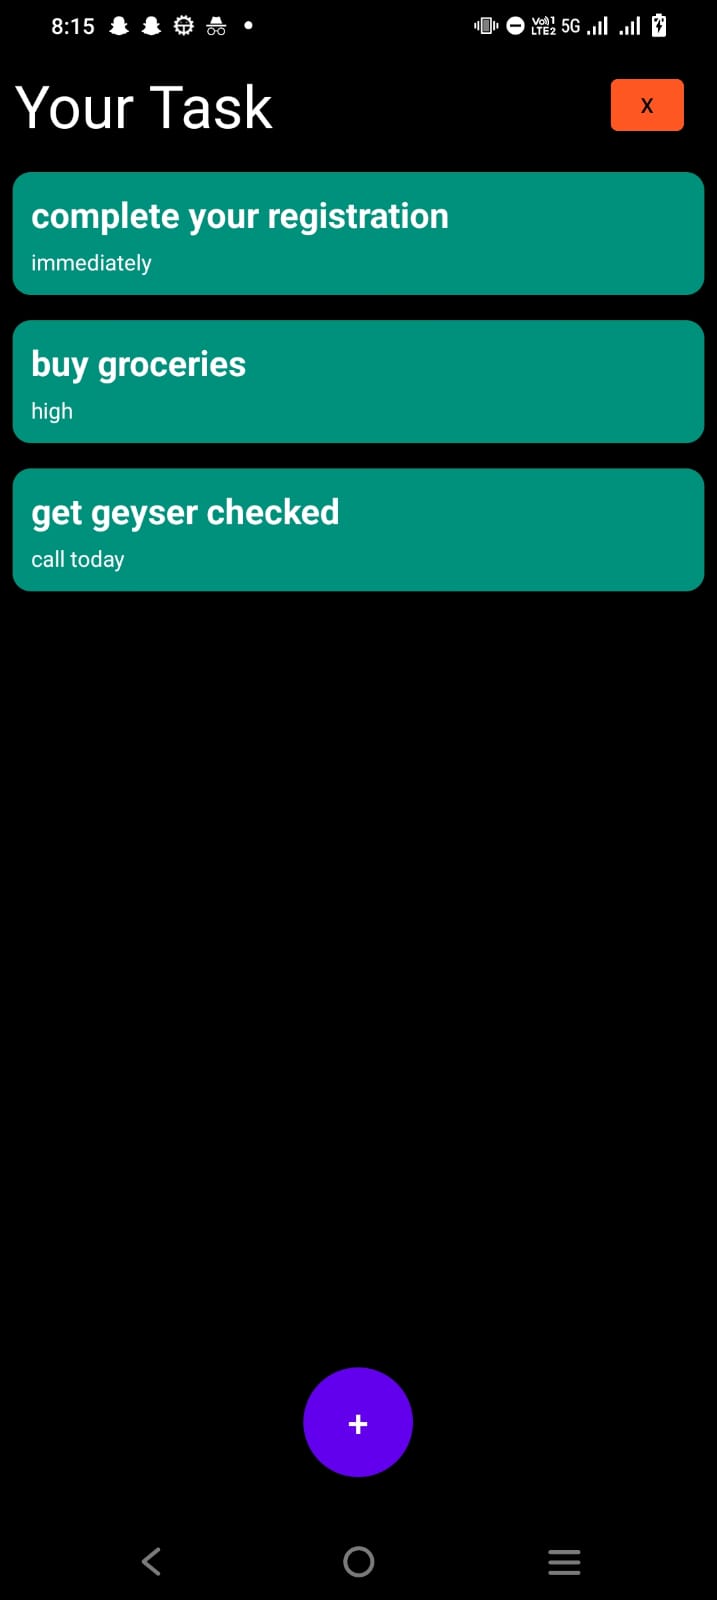 8:15
Vo)) 1
LTE2 5G
Your Task
X
complete your registration
immediately
buy groceries
high
get geyser checked
call today
+